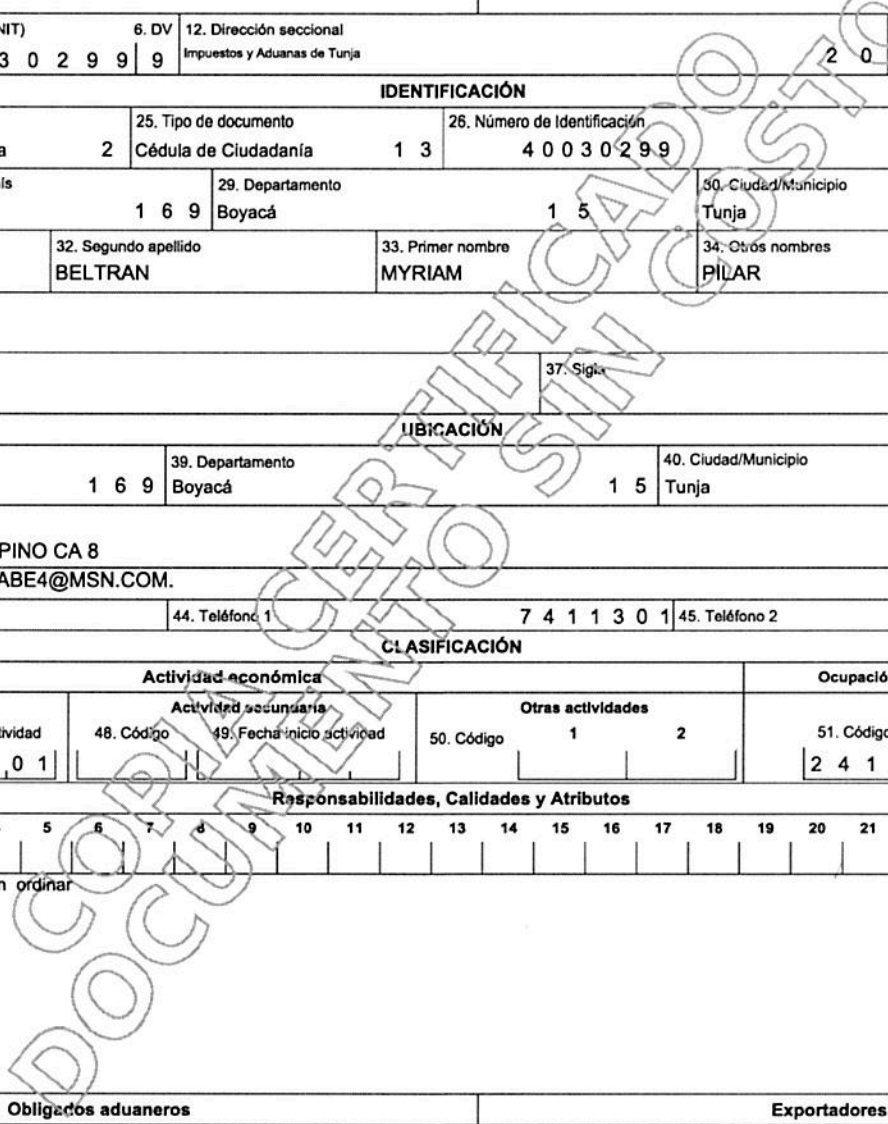 NIT) 6. DV 12. Dirección seccional
3 0 2 9 9 9 Impuestos y Aduanas de Tunja 2 0
IDENTIFICACIÓN
25. Tipo de documento 26. Número de Identificación
a 2 Cédula de Ciudadanía 1 3 4 0 0 3 0 2 9 9
ís 29. Departamento 30. Ciudad/Municipio
1 6 9 Boyacá 1 5 Tunja
32. Segundo apellido 33. Primer nombre 34. Otros nombres
BELTRAN MYRIAM PILAR
37. Sigla
UBICACIÓN
39. Departamento 40. Ciudad/Municipio
1 6 9 Boyacá 1 5 Tunja
PINO CA 8
ABE4@MSN.COM.
44. Teléfono 1 7 4 1 1 3 0 1 45. Teléfono 2
CLASIFICACIÓN
Actividad económica Ocupació
Actividad secundaria Otras actividades
tividad 48. Código 49. Fecha inicio actividad 50. Código 1 2 51. Código
0 1 2 4 1
Responsabilidades, Calidades y Atributos
5 6 7 8 9 10 11 12 13 14 15 16 17 18 19 20 21
n ordinar
Obligados aduaneros Exportadores
COPIA CERTIFICADO
DOCUMENTO SIN COSTO